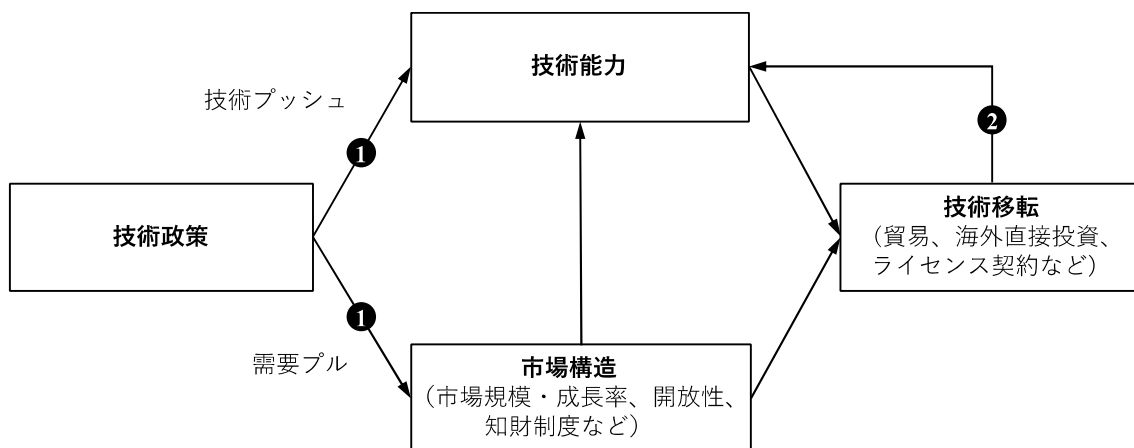 技術能力
技術プッシュ
❶
❷
技術政策
技術移転
（貿易、海外直接投資、
ライセンス契約など）
❶
需要プル
市場構造
（市場規模・成長率、開放性、
知財制度など）